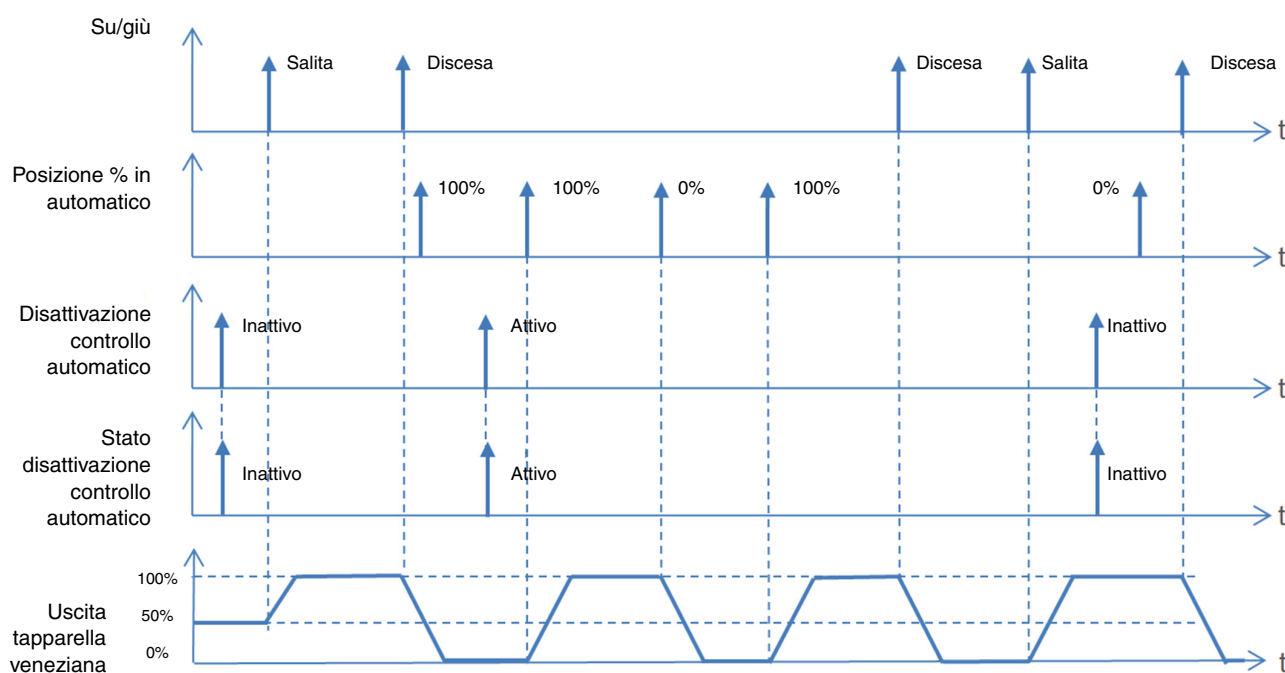 Su/giù
Salita
Discesa
Discesa
Salita
Discesa
t
Posizione % in
automatico
100%
100%
0%
100%
0%
t
Disattivazione
controllo
automatico
Inattivo
Attivo
Inattivo
t
Stato
disattivazione
controllo
automatico
Inattivo
Attivo
Inattivo
t
Uscita
tapparella
veneziana
100%
50%
0%
t